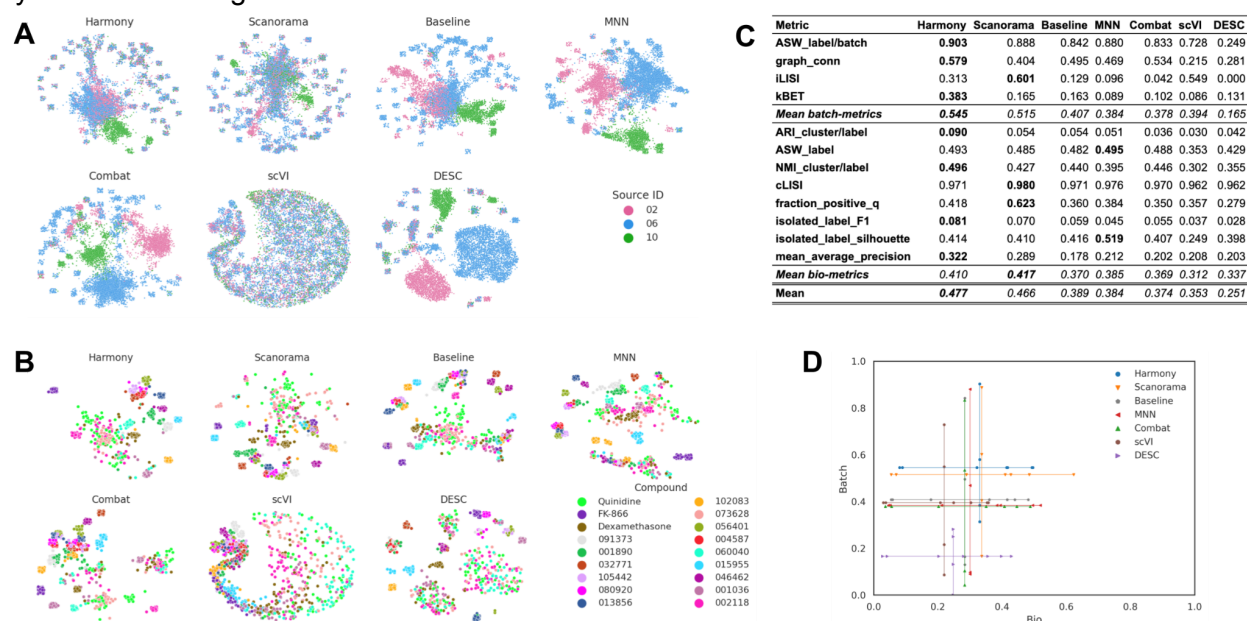 A
Harmony
Scanorama
Baseline
MNN
Combat
scVI
DESC
Source ID
02
06
10
C
Metric Harmony Scanorama Baseline MNN Combat scVI DESC
ASW_label/batch 0.903 0.888 0.842 0.880 0.833 0.728 0.249
graph_conn 0.579 0.404 0.495 0.469 0.534 0.215 0.281
iLISI 0.313 0.601 0.129 0.096 0.042 0.549 0.000
kBET 0.383 0.165 0.163 0.089 0.102 0.086 0.131
Mean batch-metrics 0.545 0.515 0.407 0.384 0.378 0.394 0.165
ARI_cluster/label 0.090 0.054 0.054 0.051 0.036 0.030 0.042
ASW_label 0.493 0.485 0.482 0.495 0.488 0.353 0.429
NMI_cluster/label 0.496 0.427 0.440 0.395 0.446 0.302 0.355
cLISI 0.971 0.980 0.971 0.976 0.970 0.962 0.962
fraction_positive_q 0.418 0.623 0.360 0.384 0.350 0.357 0.279
isolated_label_F1 0.081 0.070 0.059 0.045 0.055 0.037 0.028
isolated_label_silhouette 0.414 0.410 0.416 0.519 0.407 0.249 0.398
mean_average_precision 0.322 0.289 0.178 0.212 0.202 0.208 0.203
Mean bio-metrics 0.410 0.417 0.370 0.385 0.369 0.312 0.337
Mean 0.477 0.466 0.389 0.384 0.374 0.353 0.251
B
Harmony
Scanorama
Baseline
MNN
Combat
scVI
DESC
Compound
Quinidine
FK-866
Dexamethasone
091373
001890
032771
105442
080920
013856
102083
073628
056401
004587
060040
015955
046462
001036
002118
D
1.0
0.8
0.6
0.4
0.2
0.0
Batch
Harmony
Scanorama
Baseline
MNN
Combat
scVI
DESC
0.0 0.2 0.4 0.6 0.8 1.0
Bio